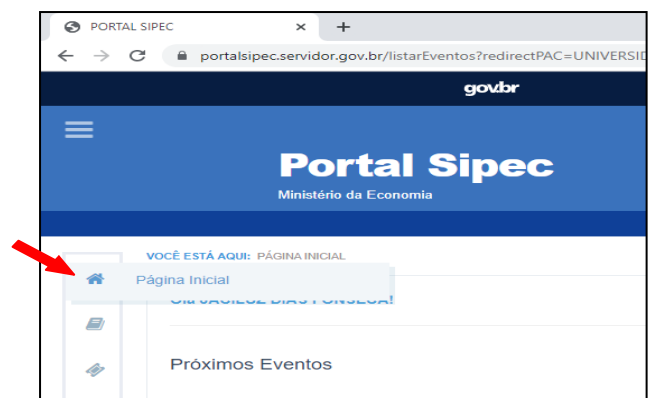 PORTAL SIPEC
portalsipec.servidor.gov.br/listarEventos?redirectPAC=UNIVERSID
gov.br
Portal Sipec
Ministério da Economia
VOCÊ ESTÁ AQUI: PÁGINA INICIAL
Página Inicial
Próximos Eventos